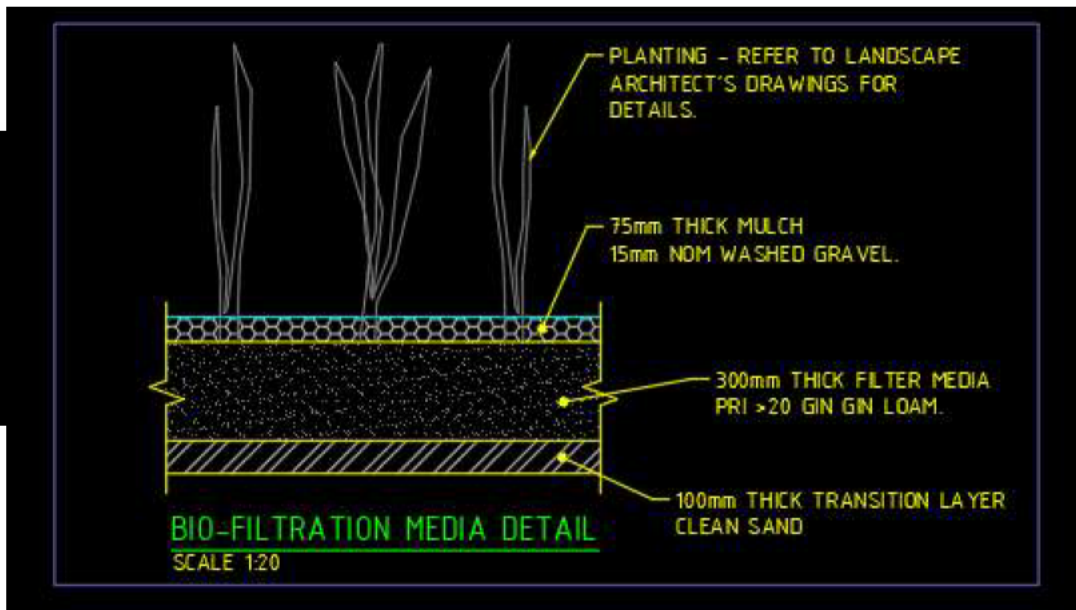 PLANTING - REFER TO LANDSCAPE
ARCHITECT'S DRAWINGS FOR
DETAILS.
75mm THICK MULCH
15mm NOM WASHED GRAVEL.
300mm THICK FILTER MEDIA
PRI >20 GIN GIN LOAM.
100mm THICK TRANSITION LAYER
CLEAN SAND
BIO-FILTRATION MEDIA DETAIL
SCALE 1:20